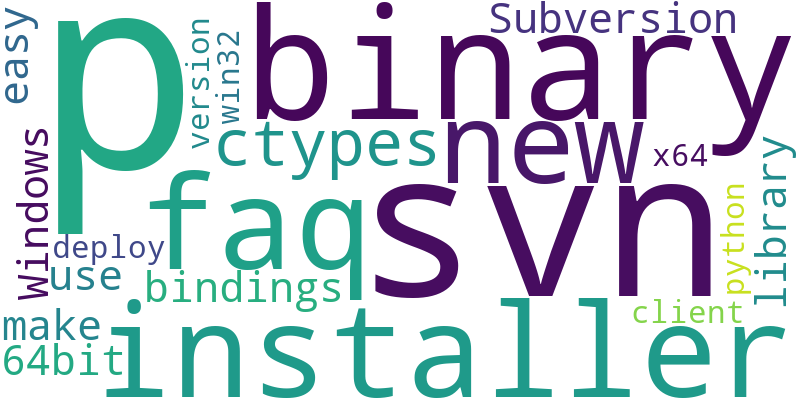 easy
p
version
win32
binary
Subversion
ctypes
new
x64
Windows
faq
svn
python
library
deploy
use
bindings
client
make
64bit
installer